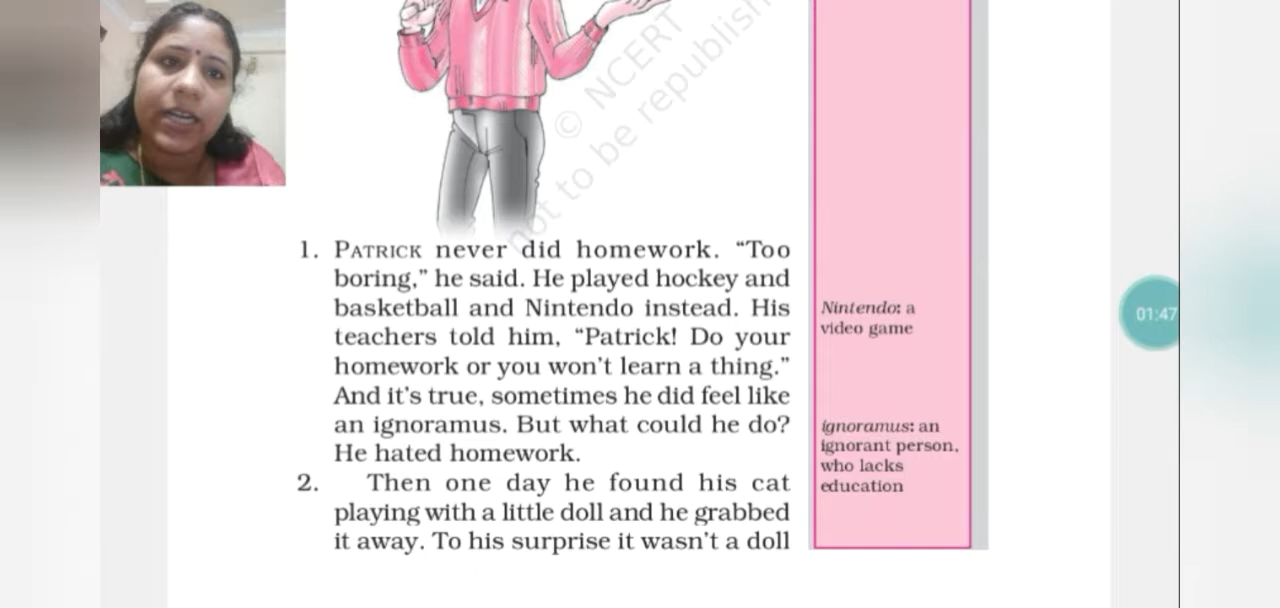 © NCERT
not to be republish
1. PATRICK never did homework. “Too
boring,” he said. He played hockey and
basketball and Nintendo instead. His
teachers told him, “Patrick! Do your
homework or you won’t learn a thing.”
And it’s true, sometimes he did feel like
an ignoramus. But what could he do?
He hated homework.
2. Then one day he found his cat
playing with a little doll and he grabbed
it away. To his surprise it wasn’t a doll
Nintendo: a
video game
ignoramus: an
ignorant person,
who lacks
education
01:47